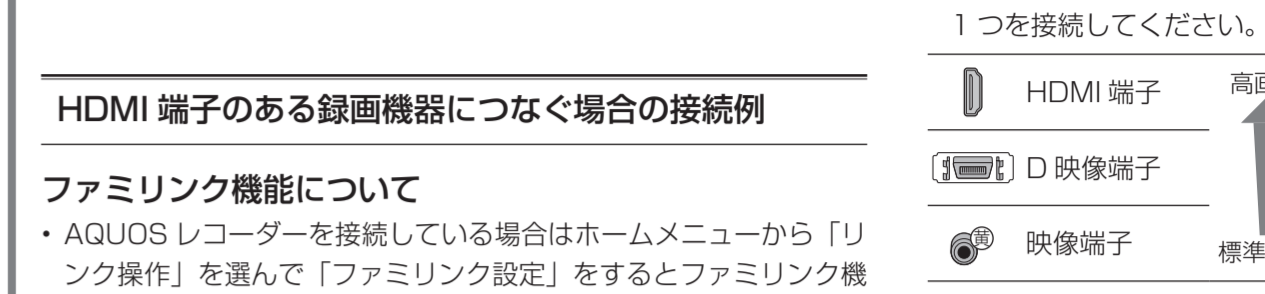 HDMI 端子のある録画機器につなぐ場合の接続例
ファミリンク機能について
• AQUOS レコーダーを接続している場合はホームメニューから「リ
ンク操作」を選んで「ファミリンク設定」をするとファミリンク機
1 つを接続してください。
HDMI 端子
高画
D 映像端子
黄
映像端子
標準